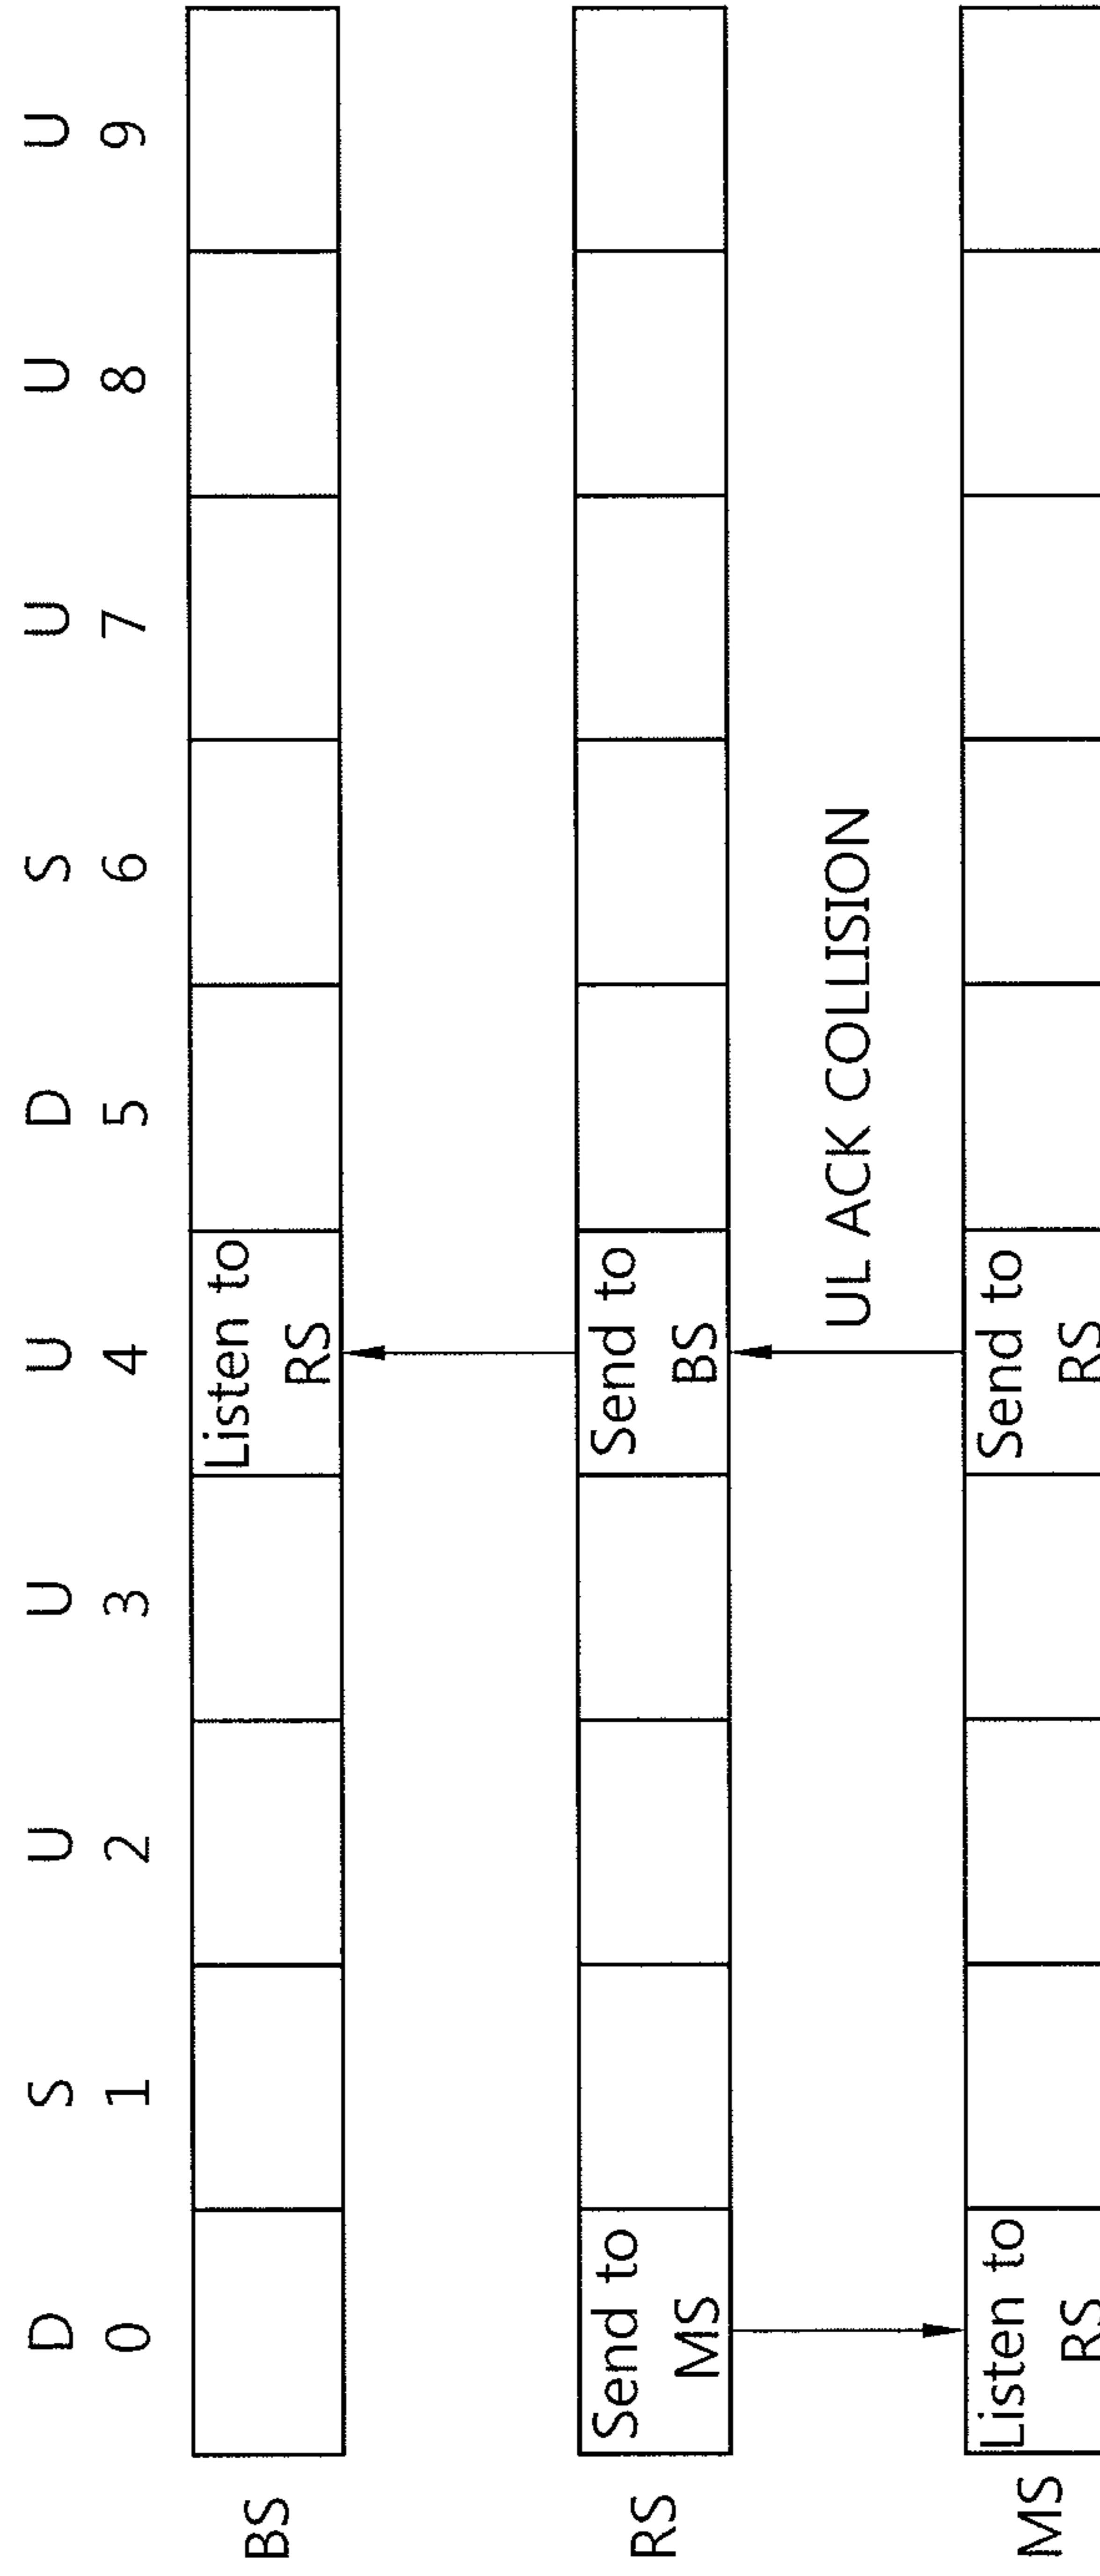 D S U U U D S U U U
0 1 2 3 4 5 6 7 8 9
BS
Listen to
RS
RS
Send to
MS
Send to
BS
UL ACK COLLISION
MS
Listen to
RS
Send to
RS